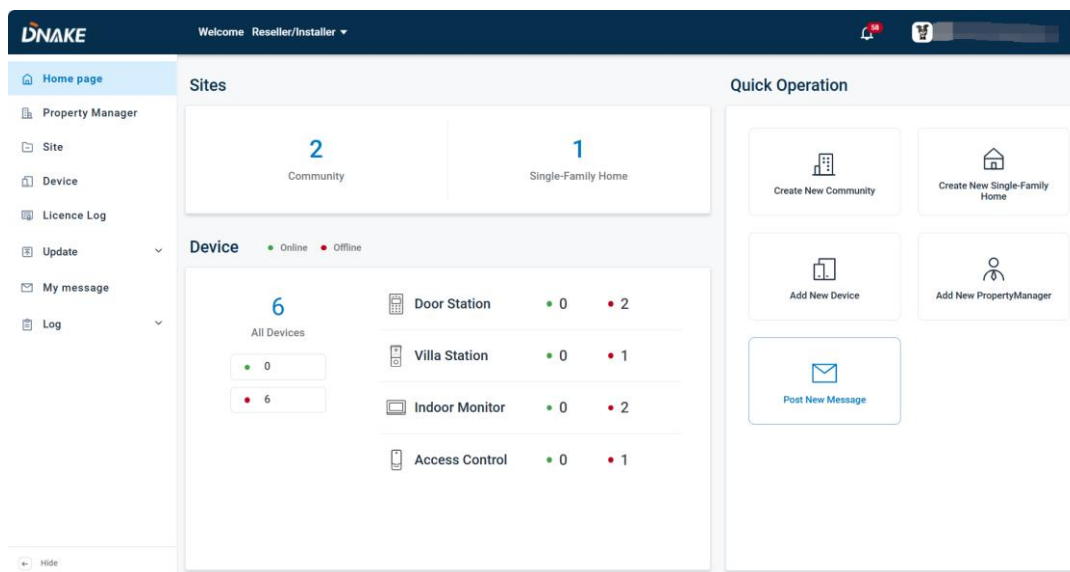 DNAKE
Welcome Reseller/Installer
58
Home page
Property Manager
Site
Device
Licence Log
Update
My message
Log
Hide
Sites
2
Community
1
Single-Family Home
Device
Online
Offline
6
All Devices
0
6
Door Station 0 2
Villa Station 0 1
Indoor Monitor 0 2
Access Control 0 1
Quick Operation
Create New Community
Create New Single-Family
Home
Add New Device
Add New PropertyManager
Post New Message